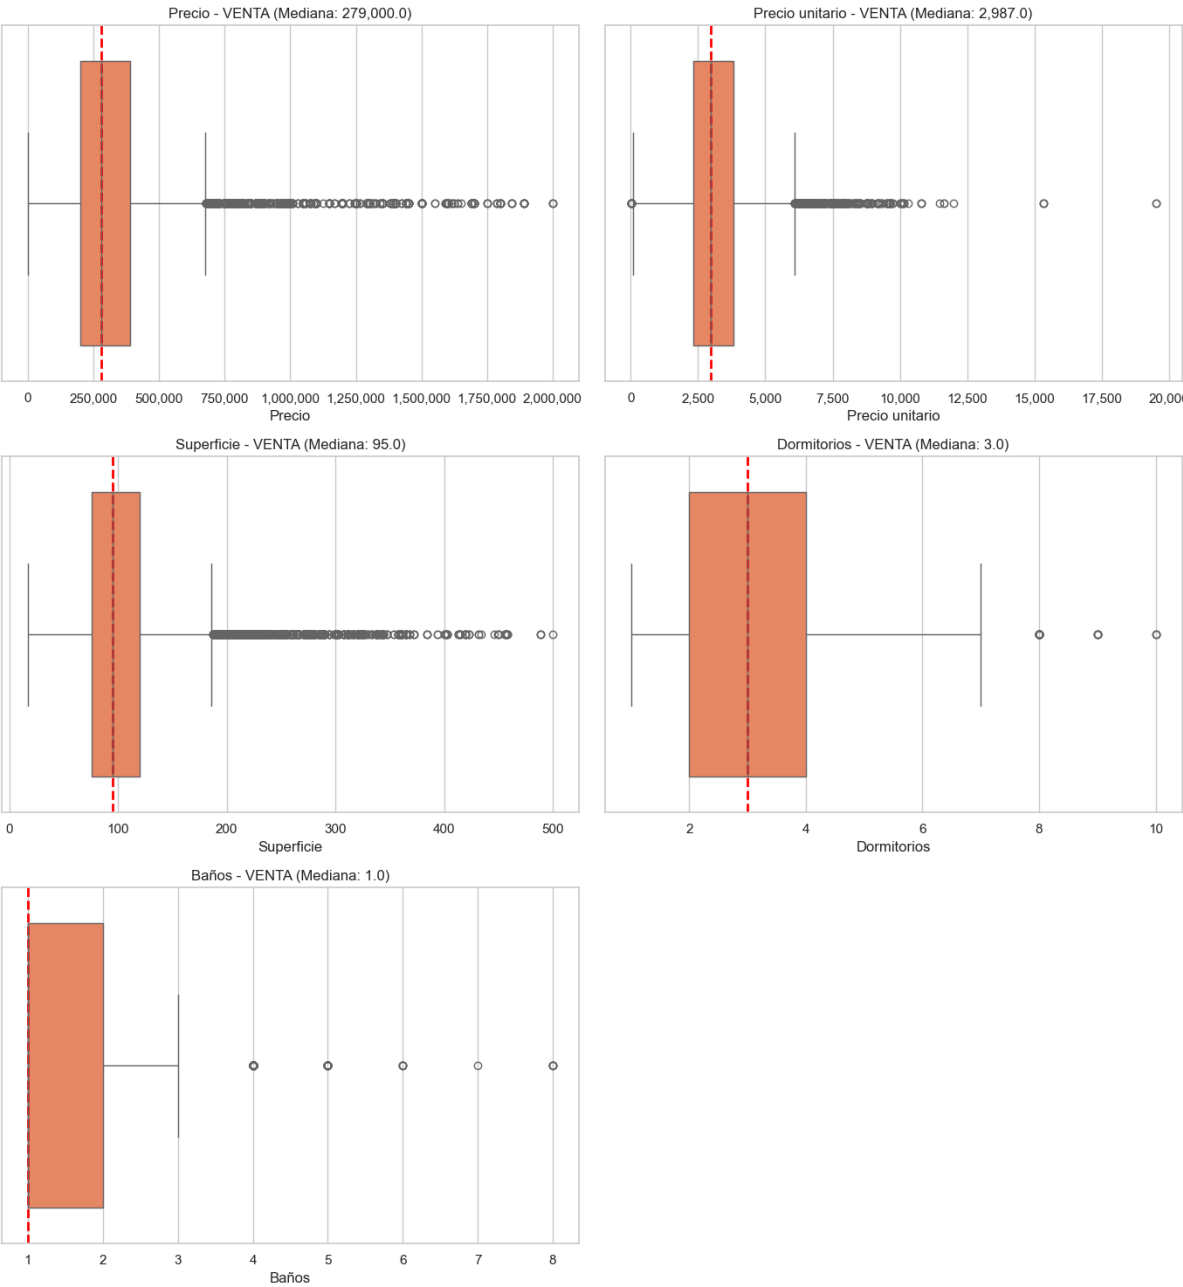 Precio - VENTA (Mediana: 279,000.0)
0 250,000 500,000 750,000 1,000,000 1,250,000 1,500,000 1,750,000 2,000,000
Precio
Precio unitario - VENTA (Mediana: 2,987.0)
0 2,500 5,000 7,500 10,000 12,500 15,000 17,500 20,00
Precio unitario
Superficie - VENTA (Mediana: 95.0)
0 100 200 300 400 500
Superficie
Dormitorios - VENTA (Mediana: 3.0)
2 4 6 8 10
Dormitorios
Baños - VENTA (Mediana: 1.0)
1 2 3 4 5 6 7 8
Baños